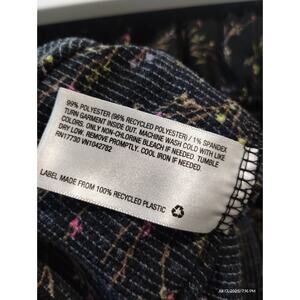 99% POLYESTER (96% RECYCLED POLYESTER) / 1% SPANDEX
TURN GARMENT INSIDE OUT. MACHINE WASH COLD WITH LIKE
COLORS. ONLY NON-CHLORINE BLEACH IF NEEDED. TUMBLE
DRY LOW. REMOVE PROMPTLY. COOL IRON IF NEEDED.
RN17730 VN1042782
LABEL MADE FROM 100% RECYCLED PLASTIC